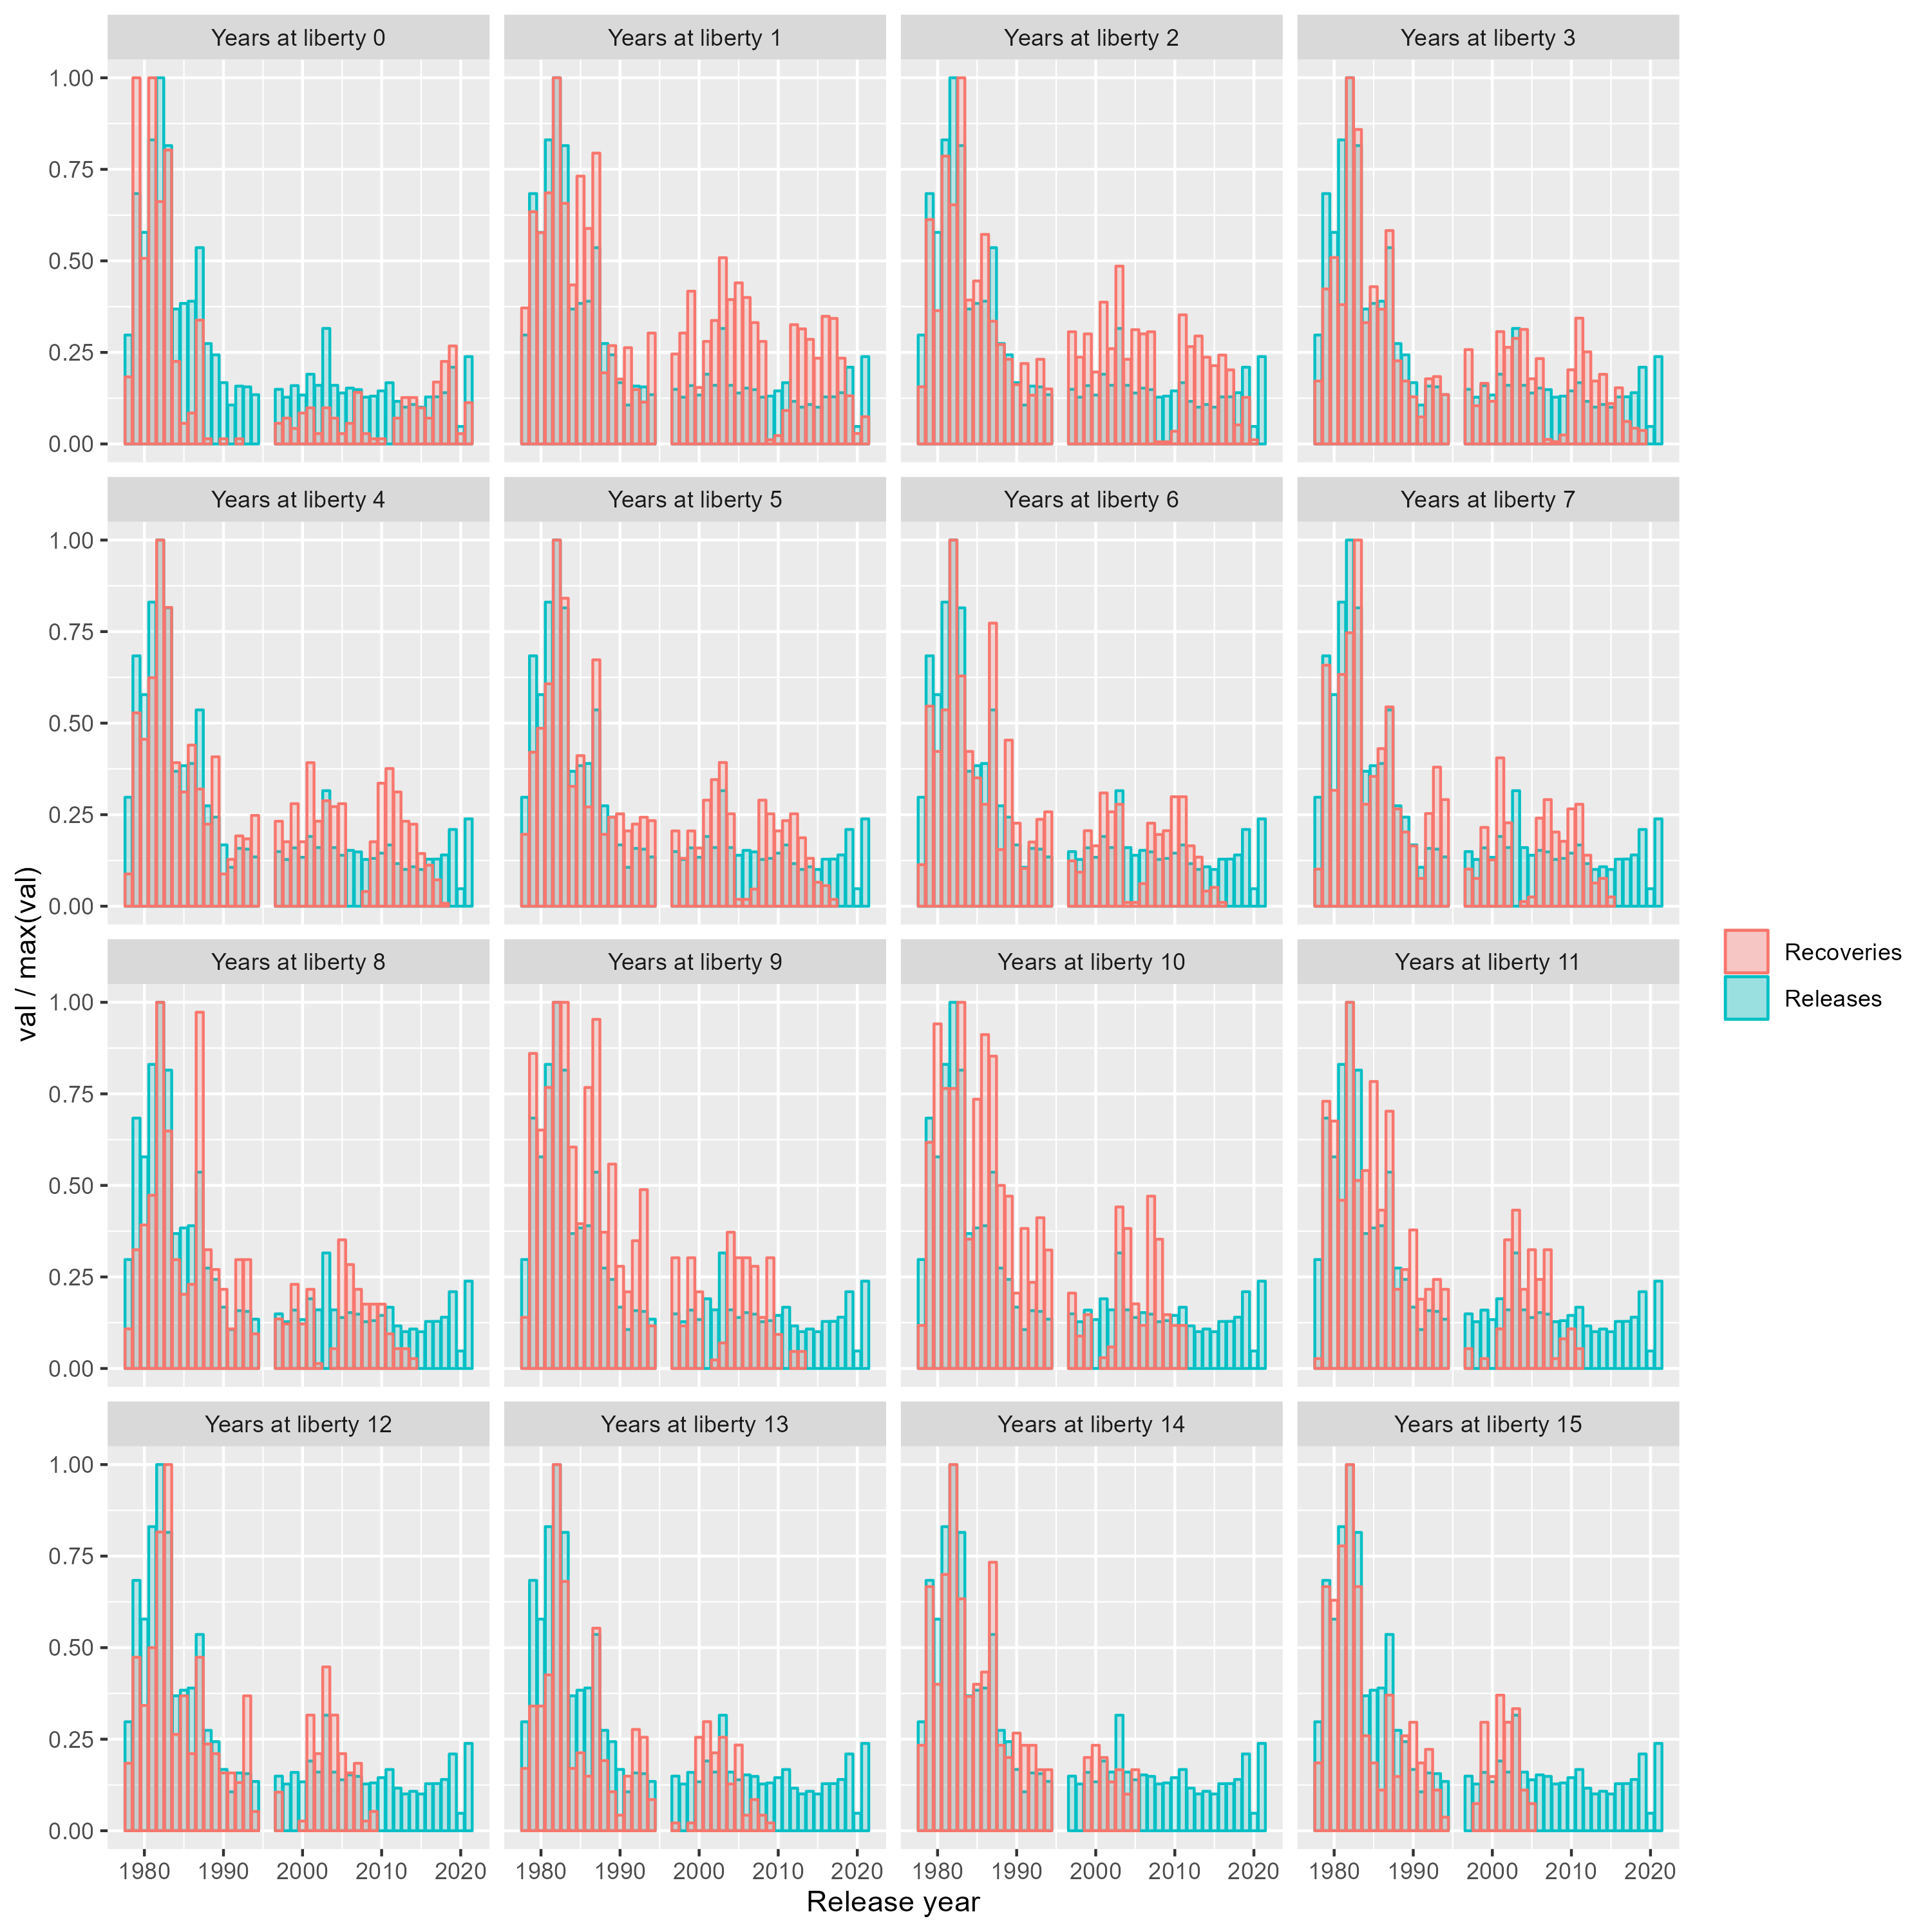 Years at liberty 0 Years at liberty 1 Years at liberty 2 Years at liberty 3
1.00
0.75
0.50
0.25
0.00
Years at liberty 4 Years at liberty 5 Years at liberty 6 Years at liberty 7
1.00
0.75
0.50
0.25
0.00
Years at liberty 8 Years at liberty 9 Years at liberty 10 Years at liberty 11
1.00
0.75
0.50
0.25
0.00
Years at liberty 12 Years at liberty 13 Years at liberty 14 Years at liberty 15
1.00
0.75
0.50
0.25
0.00
1980 1990 2000 2010 2020 1980 1990 2000 2010 2020 1980 1990 2000 2010 2020 1980 1990 2000 2010 2020
Release year
val / max(val)
Recoveries
Releases